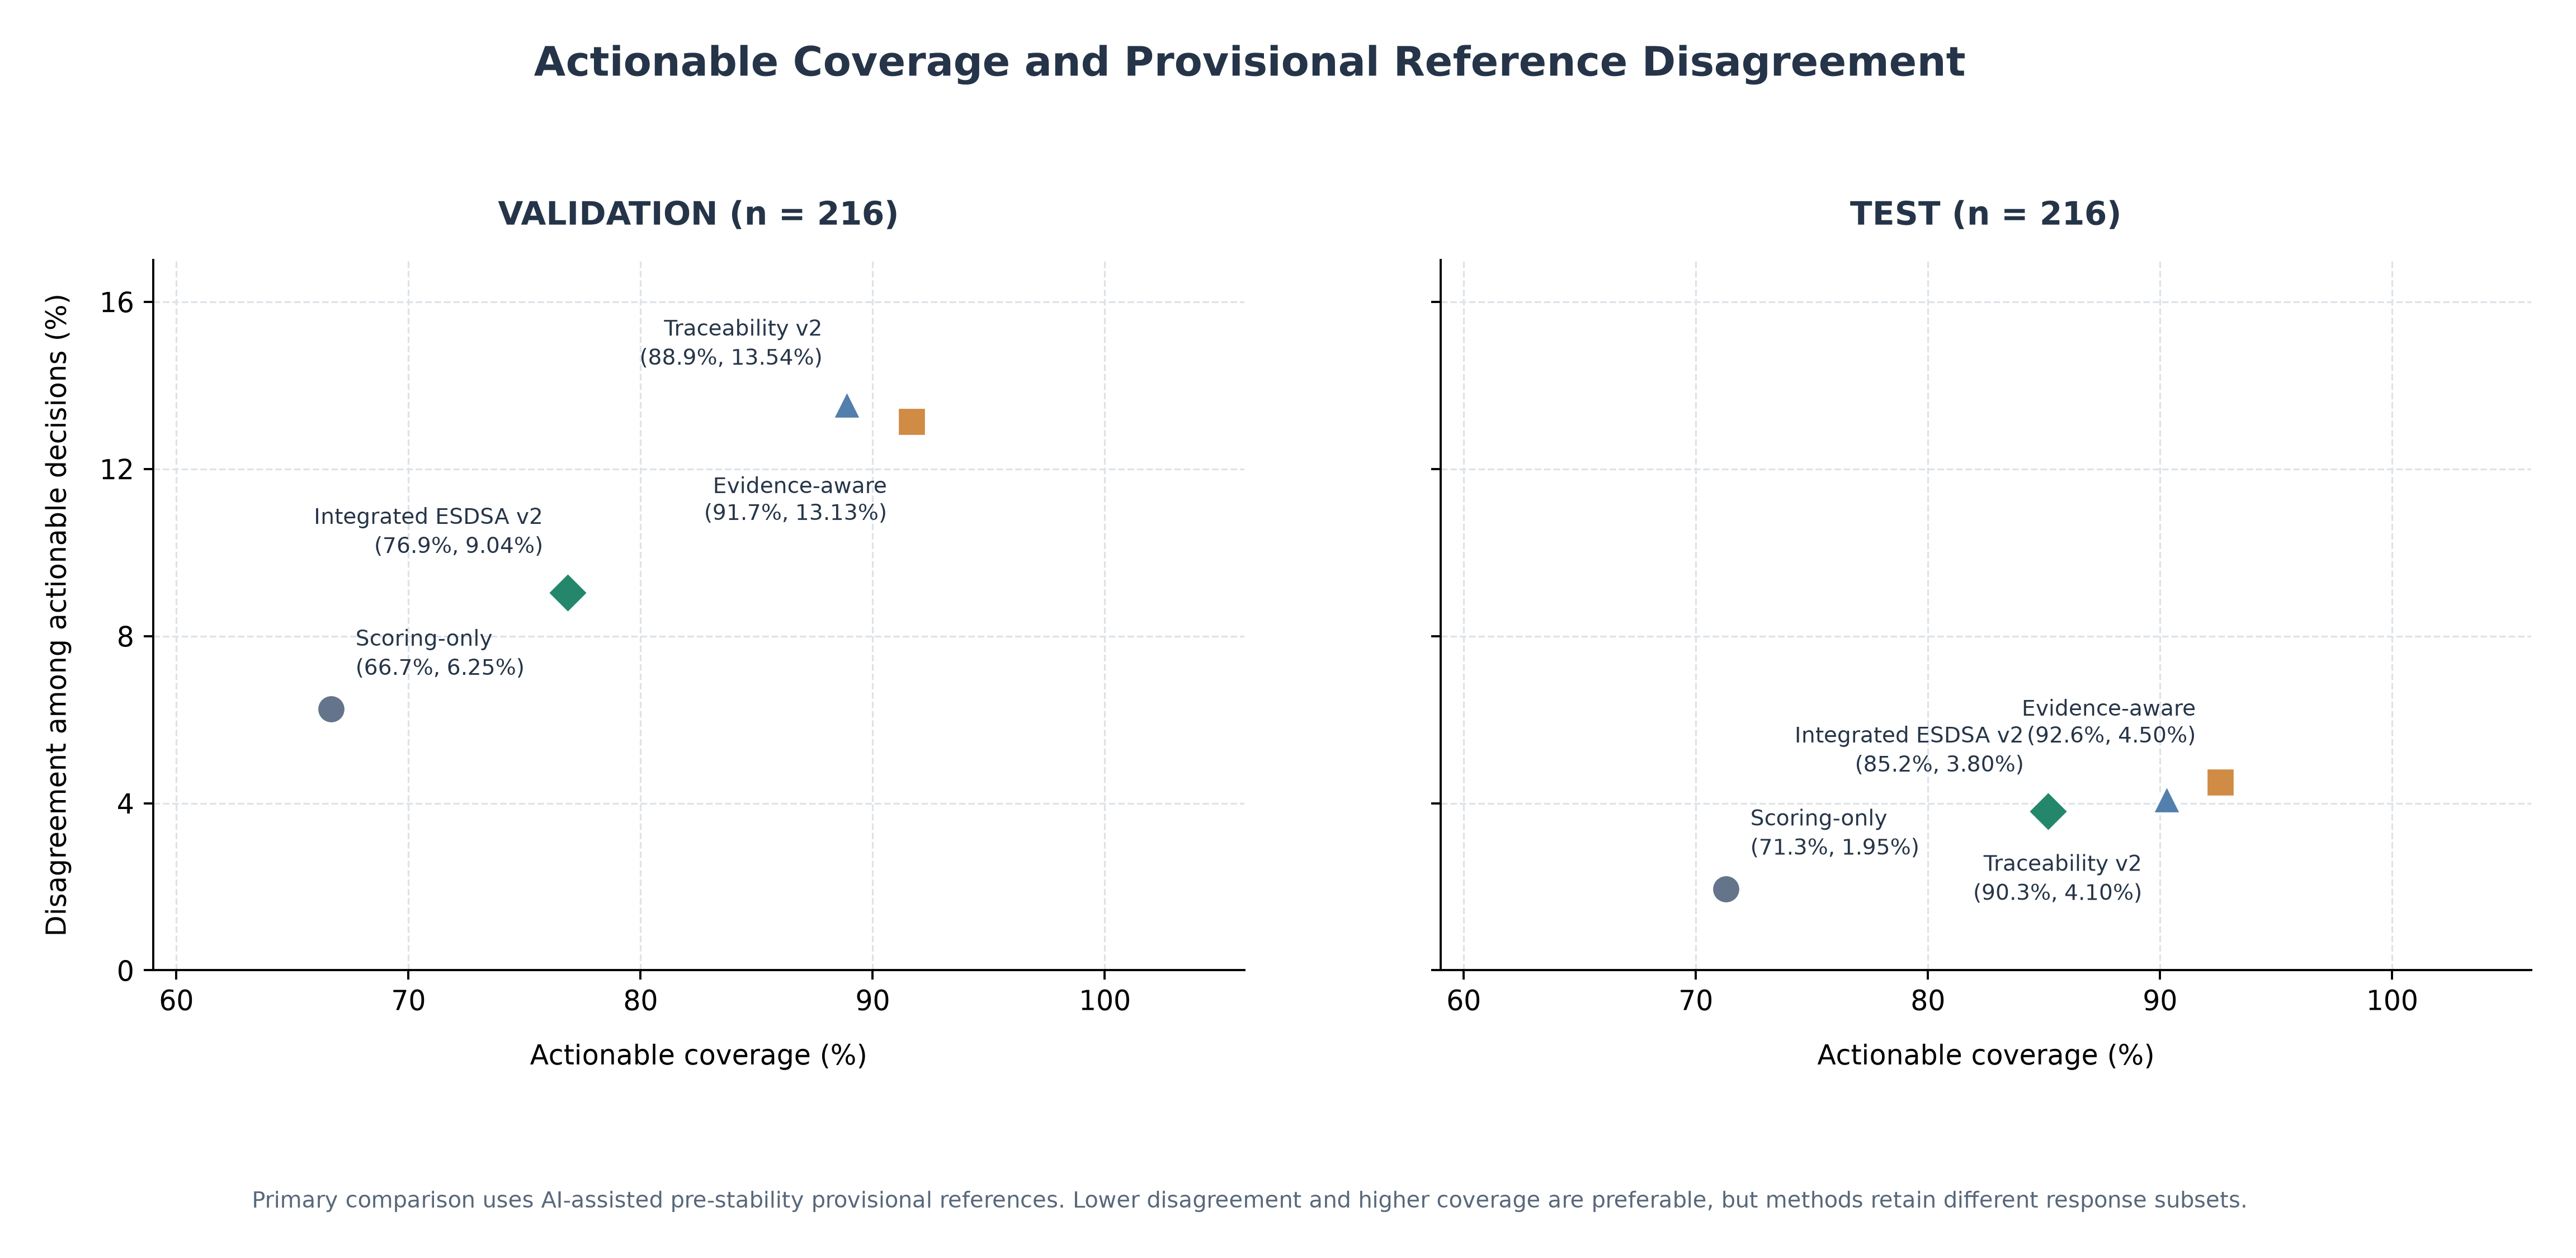 Actionable Coverage and Provisional Reference Disagreement
VALIDATION (n = 216)
Disagreement among actionable decisions (%)
16
12
8
4
0
Traceability v2
(88.9%, 13.54%)
Evidence-aware
(91.7%, 13.13%)
Integrated ESDSA v2
(76.9%, 9.04%)
Scoring-only
(66.7%, 6.25%)
60 70 80 90 100
Actionable coverage (%)
TEST (n = 216)
Evidence-aware
(92.6%, 4.50%)
Integrated ESDSA v2
(85.2%, 3.80%)
Scoring-only
(71.3%, 1.95%)
Traceability v2
(90.3%, 4.10%)
60 70 80 90 100
Actionable coverage (%)
Primary comparison uses AI-assisted pre-stability provisional references. Lower disagreement and higher coverage are preferable, but methods retain different response subsets.